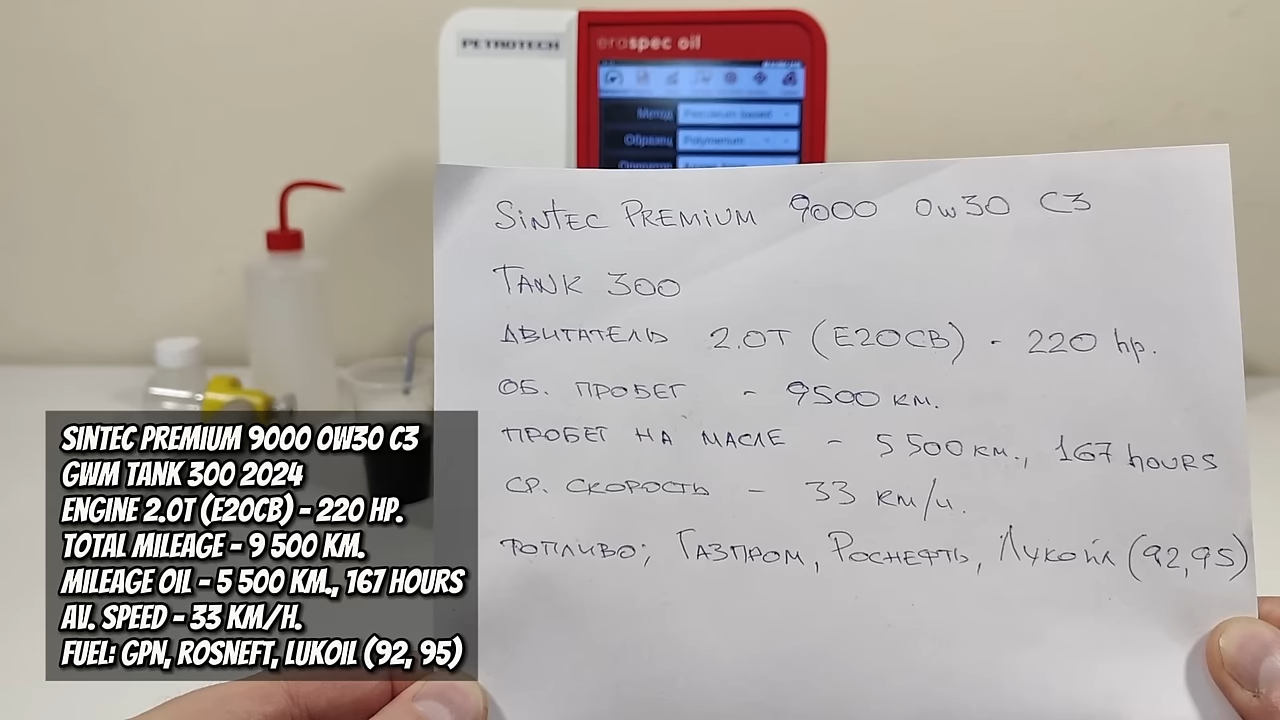 PETROTECH
eraspec oil
Метод
Petroleum based
Образец
Polymerium
Оператор
Sintec Premium 9000 0w30 C3
Tank 300
Двигатель 2.0T (E20CB) - 220 hp.
Об. пробег - 9500 км.
Пробег на масле - 5 500 км., 167 hours
Ср. скорость - 33 км/ч.
Топливо; Газпром, Роснефть, Лукойл (92,95)
SINTEC PREMIUM 9000 0W30 C3
GWM TANK 300 2024
ENGINE 2.0T (E20CB) - 220 HP.
TOTAL MILEAGE - 9 500 KM.
MILEAGE OIL - 5 500 KM., 167 HOURS
AV. SPEED - 33 KM/H.
FUEL: GPN, ROSNEFT, LUKOIL (92, 95)